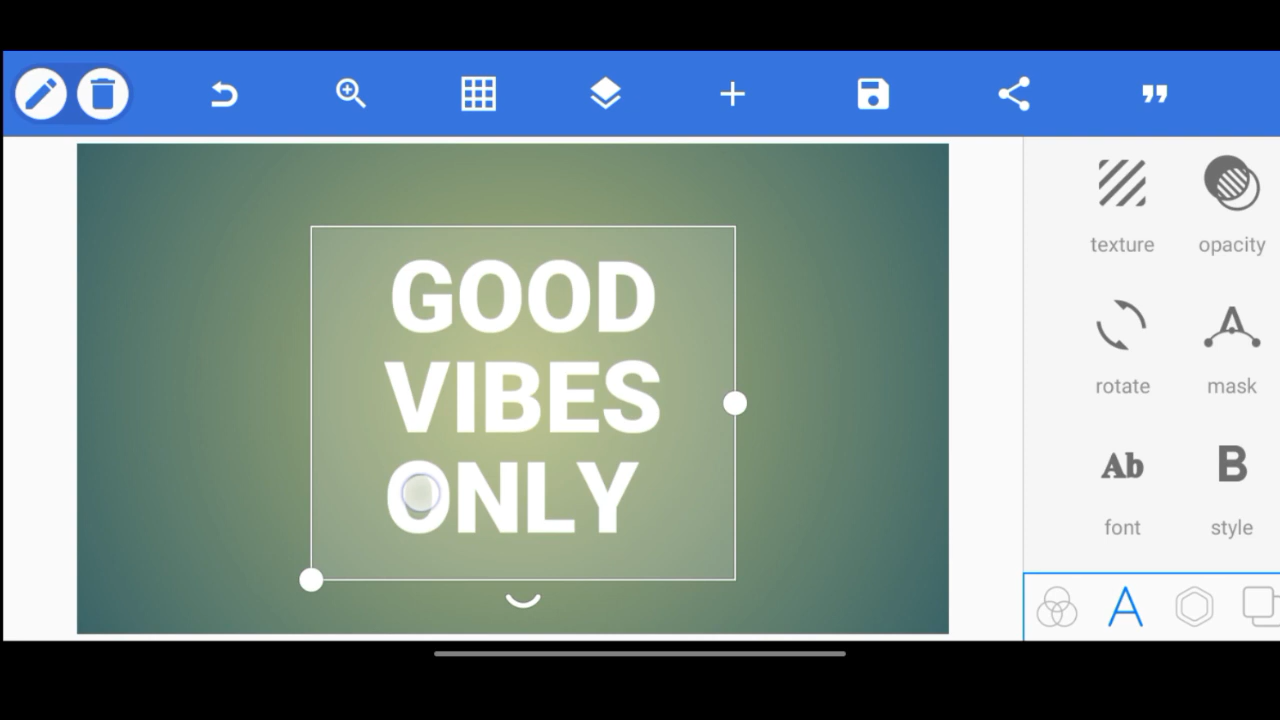 GOOD
VIBES
ONLY
texture
opacity
rotate
mask
Ab
B
font
style
A